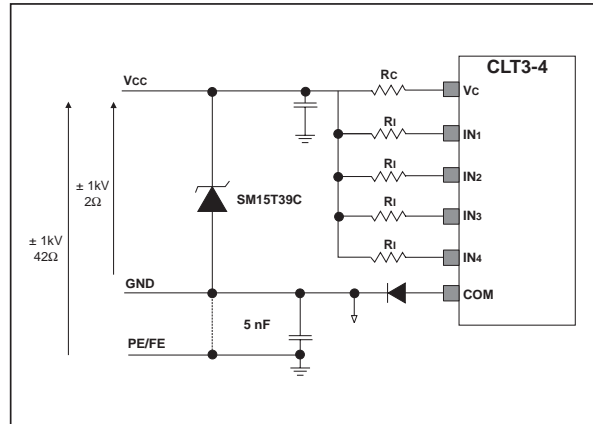 CLT3-4
VCC
RC
VC
RI
IN1
± 1kV
2Ω
RI
IN2
SM15T39C
RI
IN3
± 1kV
42Ω
RI
IN4
GND
COM
5 nF
PE/FE